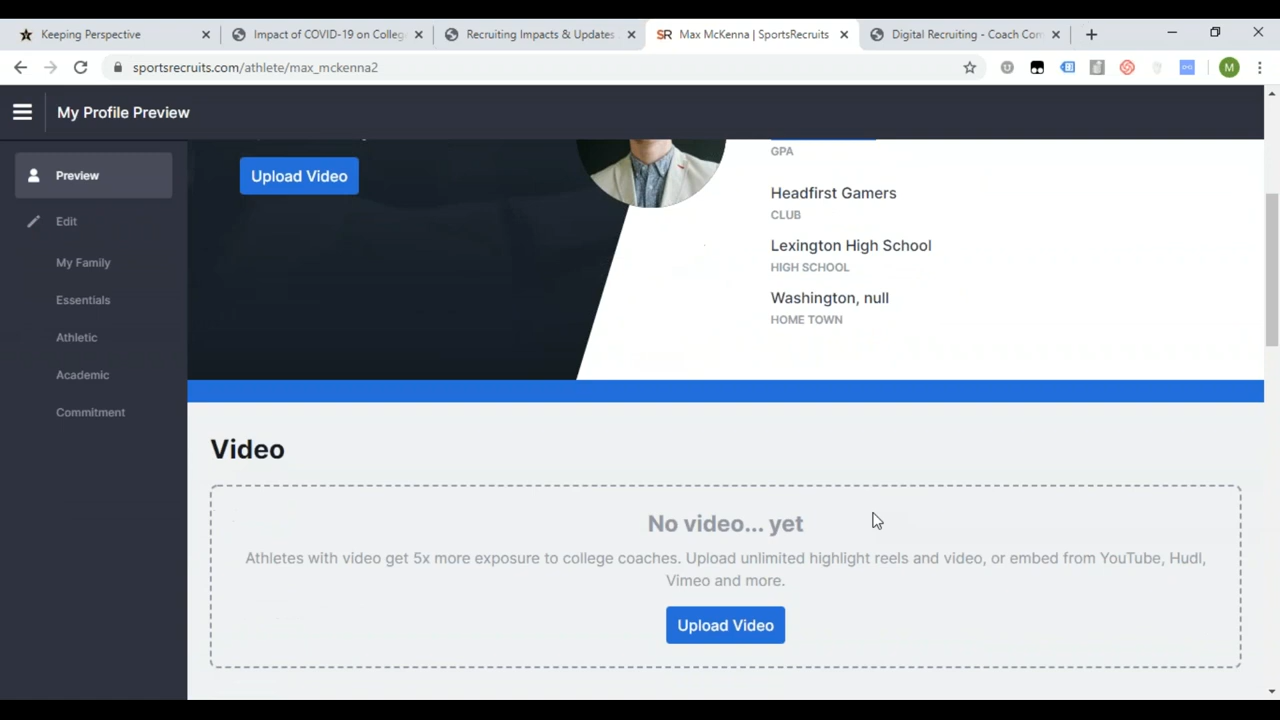 Keeping Perspective
Impact of COVID-19 on Colleg
Recruiting Impacts & Updates
SR Max McKenna | SportsRecruits
Digital Recruiting - Coach Com
sportsrecruits.com/athlete/max_mckenna2
M
My Profile Preview
Preview
Edit
My Family
Essentials
Athletic
Academic
Commitment
Upload Video
GPA
Headfirst Gamers
CLUB
Lexington High School
HIGH SCHOOL
Washington, null
HOME TOWN
Video
No video... yet
Athletes with video get 5x more exposure to college coaches. Upload unlimited highlight reels and video, or embed from YouTube, Hudl,
Vimeo and more.
Upload Video